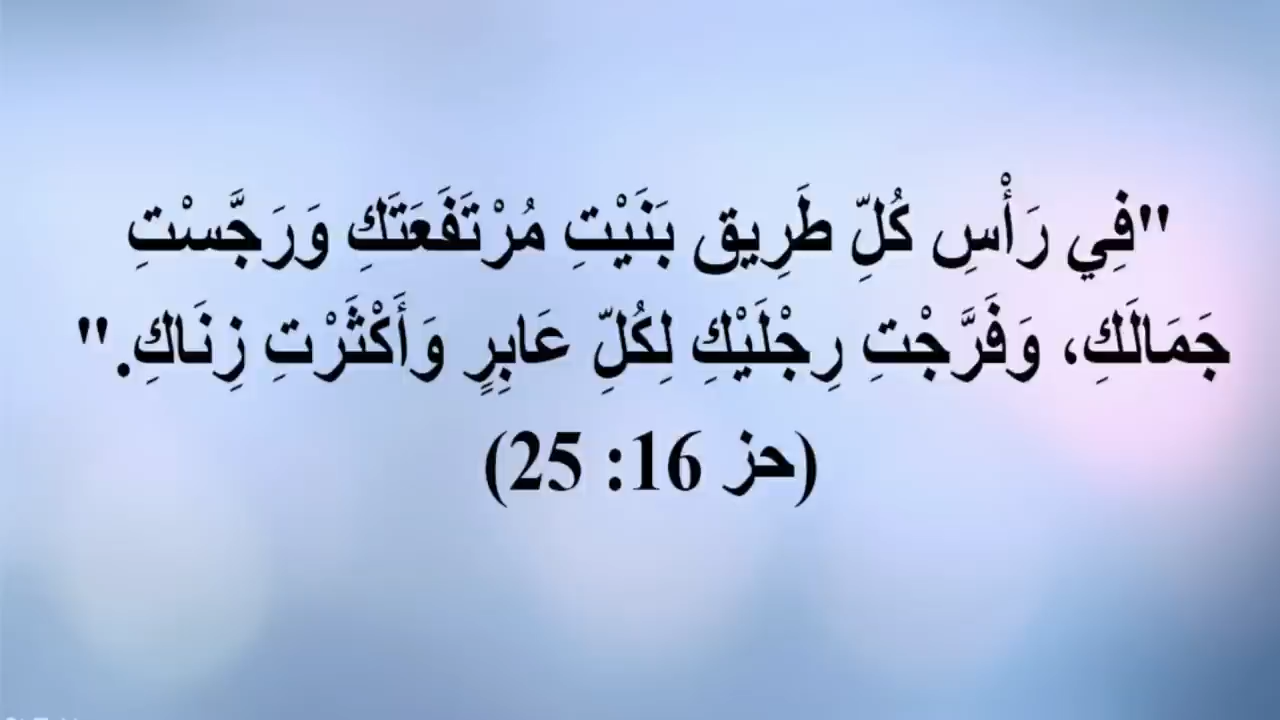 "فِي رَأْسِ كُلِّ طَرِيق بَنَيْتِ مُرْتَفَعَتَكِ وَرَجَّسْتِ
جَمَالَكِ، وَفَرَّجْتِ رِجْلَيْكِ لِكُلِّ عَابِرٍ وَأَكْثَرْتِ زِنَاكِ."
(حز 16: 25)